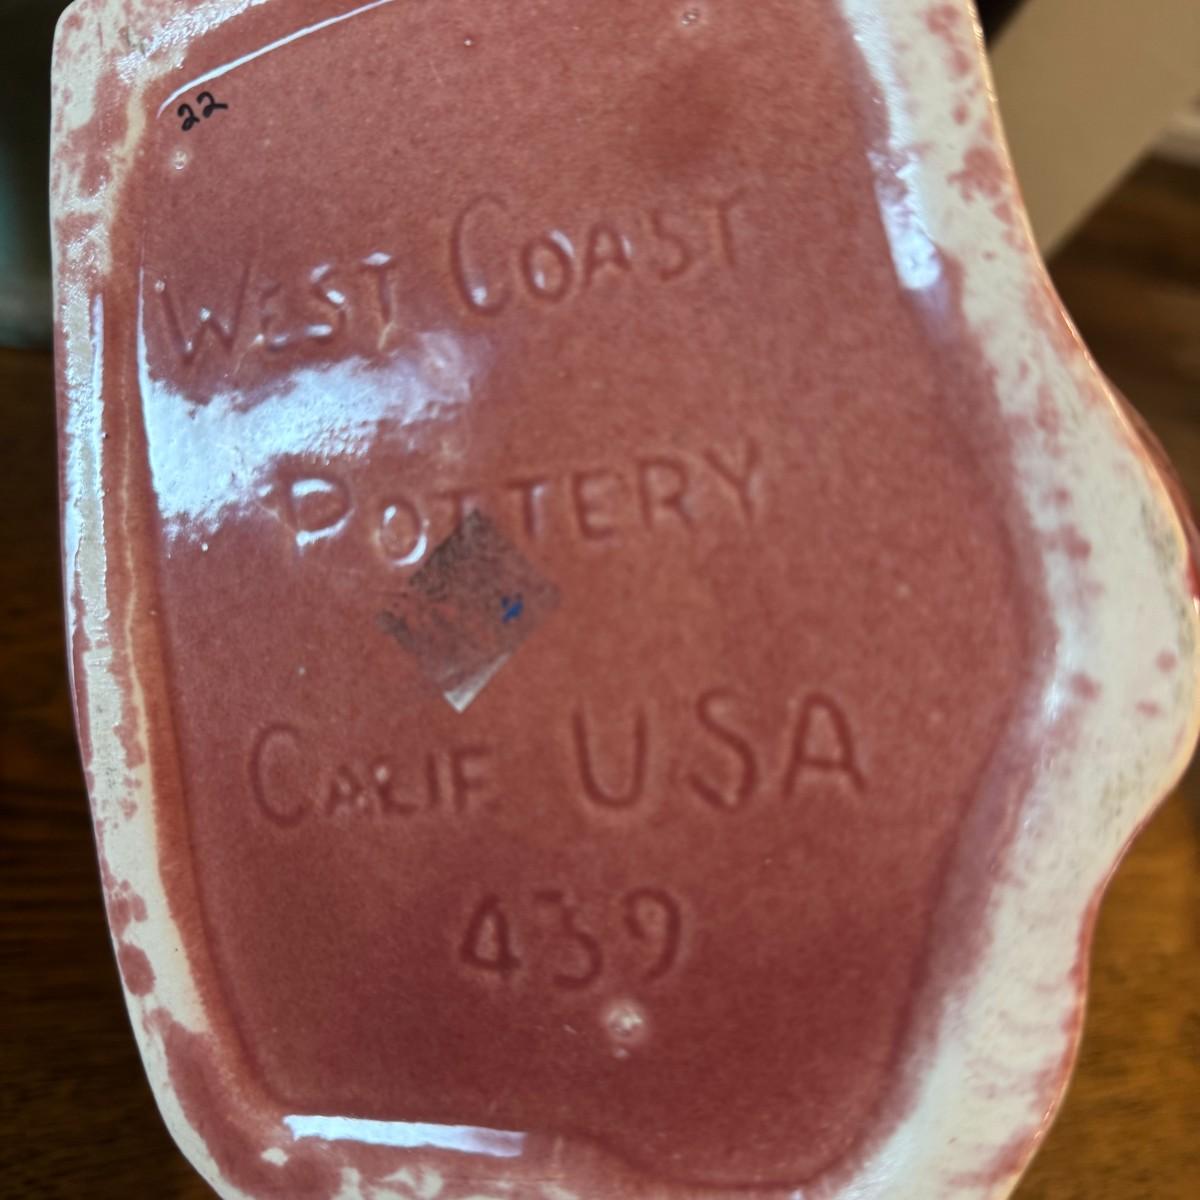 22
WEST COAST
POTTERY
CALIF. USA
439